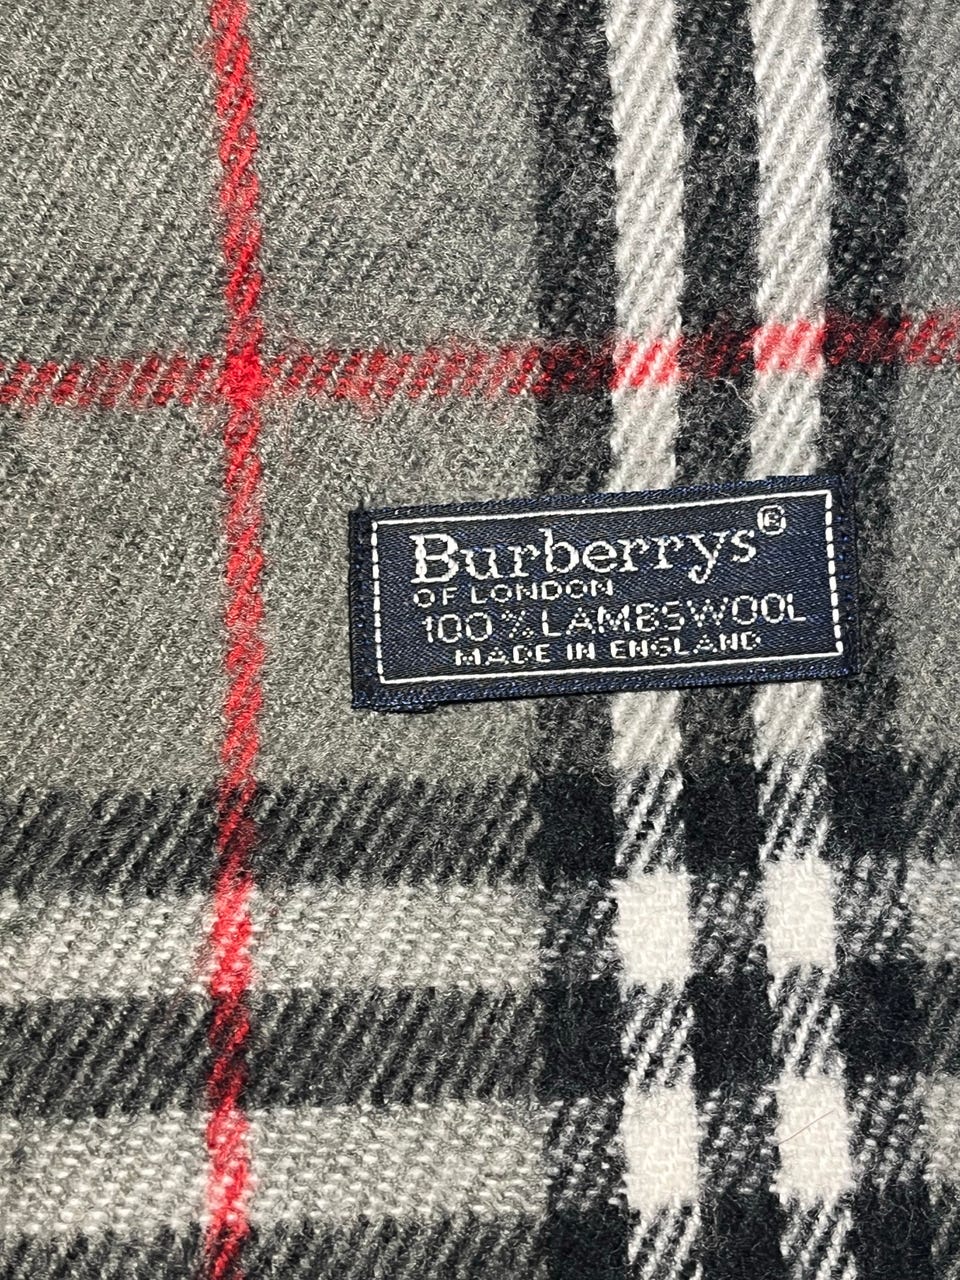 Burberrys®
OF LONDON
100% LAMBSWOOL
MADE IN ENGLAND